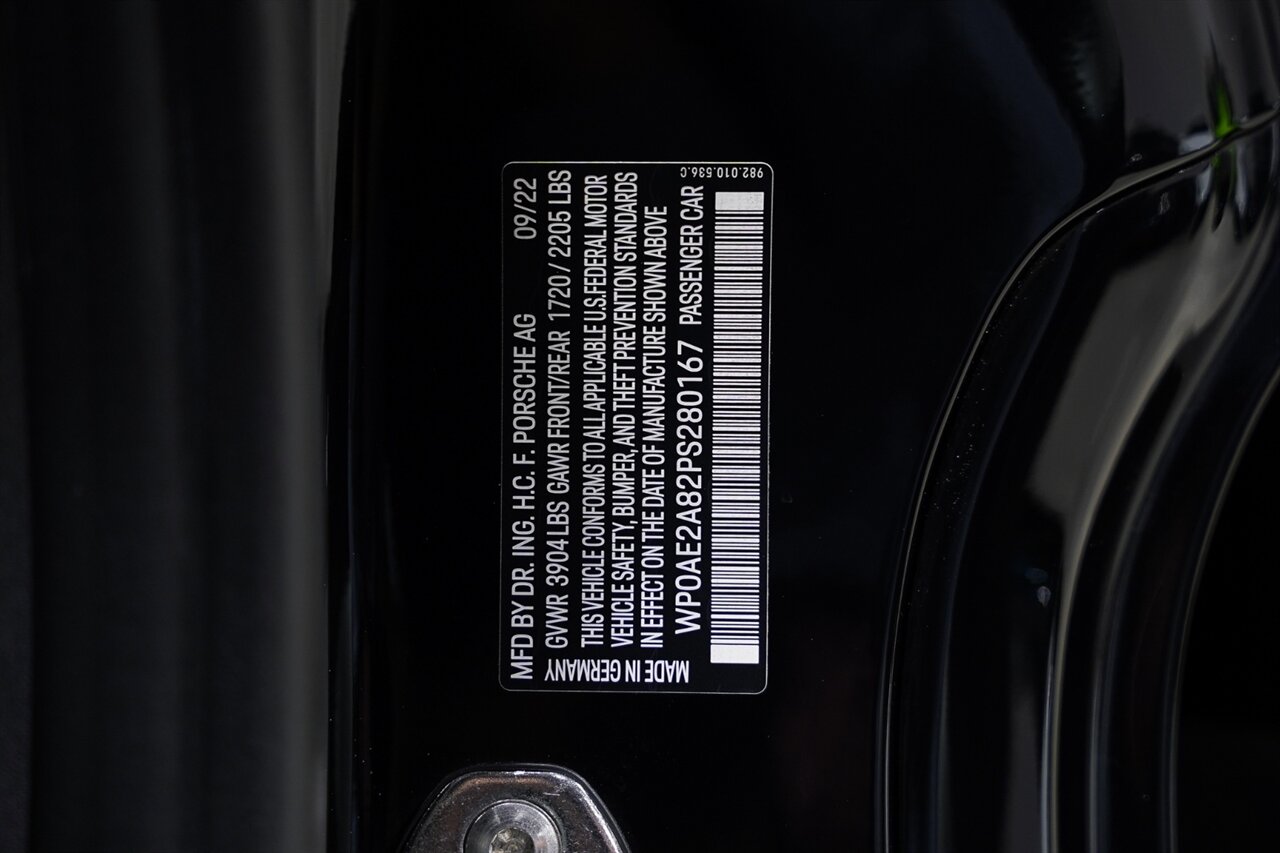 MFD BY DR. ING. H.C. F. PORSCHE AG 09/22
GVWR 3904 LBS GAWR FRONT/REAR 1720 / 2205 LBS
THIS VEHICLE CONFORMS TO ALL APPLICABLE U.S. FEDERAL MOTOR
VEHICLE SAFETY, BUMPER, AND THEFT PREVENTION STANDARDS
IN EFFECT ON THE DATE OF MANUFACTURE SHOWN ABOVE
WP0AE2A82PS280167 PASSENGER CAR
MADE IN GERMANY
982.010.536.C